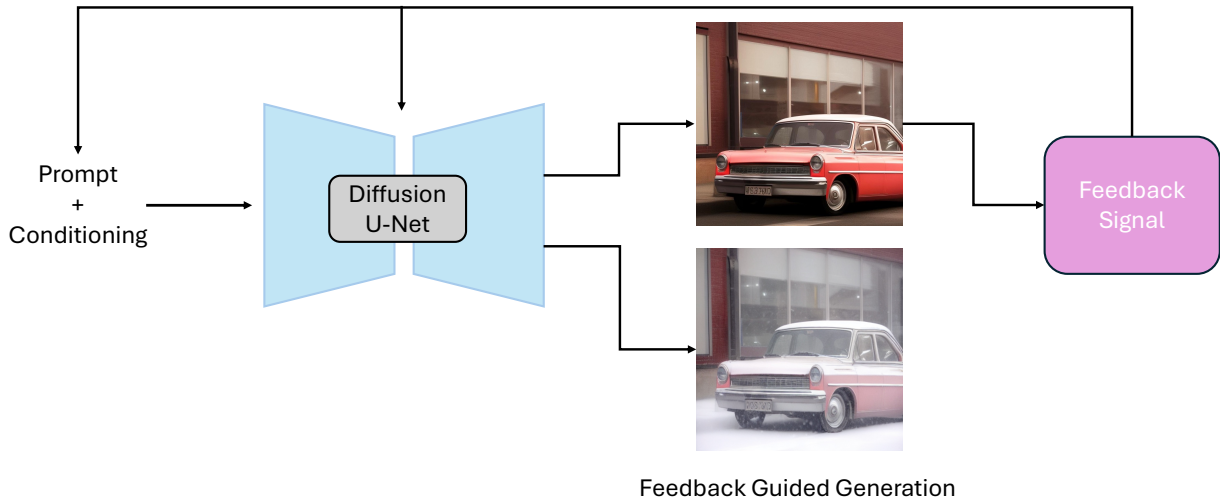 Prompt
+
Conditioning
Diffusion
U-Net
Feedback
Signal
Feedback Guided Generation